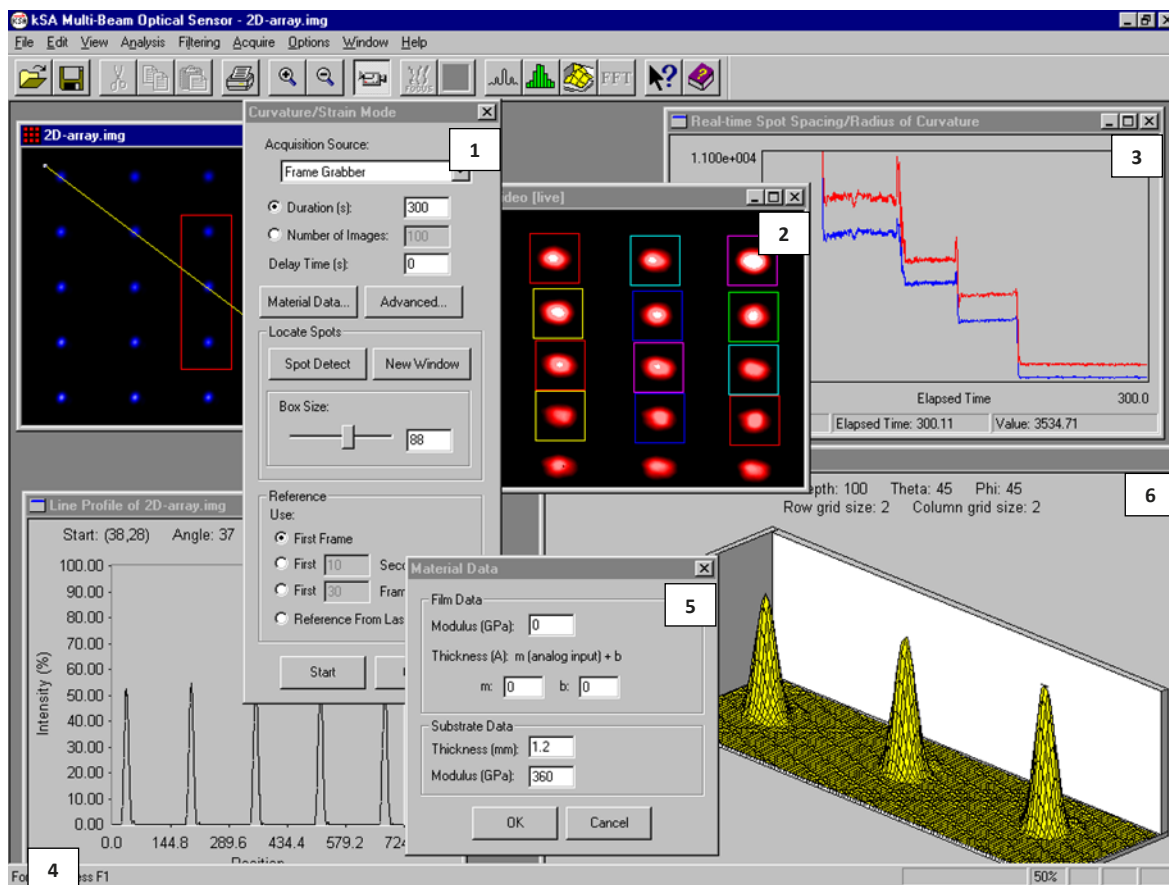 kSA Multi-Beam Optical Sensor - 2D-array.img
File Edit View Analysis Filtering Acquire Options Window Help
FOCUS
FFT
2D-array.img
Curvature/Strain Mode
1
Acquisition Source:
Frame Grabber
Duration (s): 300
Number of Images: 100
Delay Time (s): 0
Material Data... Advanced...
Locate Spots
Spot Detect New Window
Box Size:
88
Reference
Use:
First Frame
First 10
First 30
Reference From
Start
[live]
2
Real-time Spot Spacing/Radius of Curvature
3
1.100e+004
Elapsed Time 300.0
Elapsed Time: 300.11 Value: 3534.71
Line Profile of 2D-array.img
Start: (38,28) Angle: 37
Intensity (%)
100.00
90.00
80.00
70.00
60.00
50.00
40.00
30.00
20.00
10.00
0.00
0.0 144.8 289.6 434.4 579.2 724
Position
4
Material Data
5
Film Data
Modulus (GPa): 0
Thickness (A): m (analog input) + b
m: 0 b: 0
Substrate Data
Thickness (mm): 1.2
Modulus (GPa): 360
OK Cancel
6
100 Theta: 45 Phi: 45
Row grid size: 2 Column grid size: 2
F1
50%